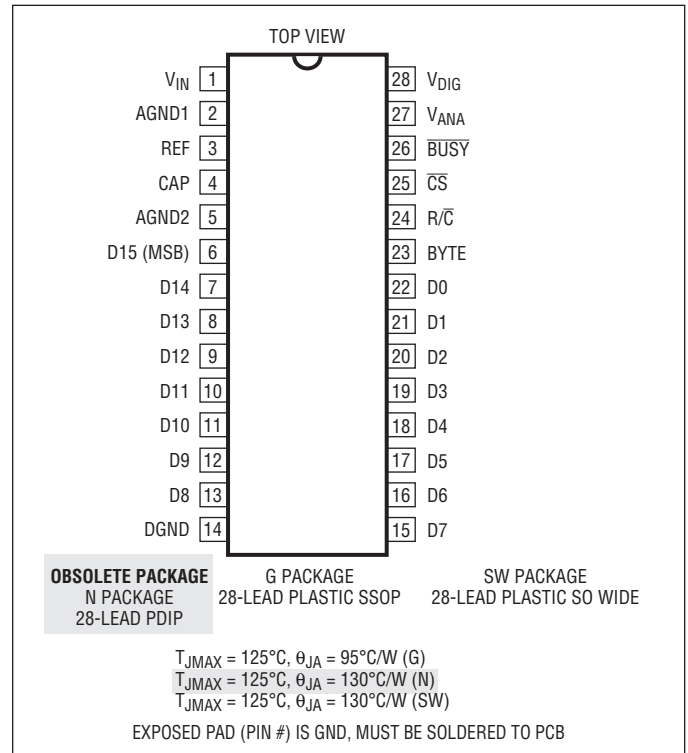 TOP VIEW
V_IN 1 28 V_DIG
AGND1 2 27 V_ANA
REF 3 26 B̅U̅S̅Y̅
CAP 4 25 C̅S̅
AGND2 5 24 R/C̅
D15 (MSB) 6 23 BYTE
D14 7 22 D0
D13 8 21 D1
D12 9 20 D2
D11 10 19 D3
D10 11 18 D4
D9 12 17 D5
D8 13 16 D6
DGND 14 15 D7
OBSOLETE PACKAGE
N PACKAGE
28-LEAD PDIP
G PACKAGE
28-LEAD PLASTIC SSOP
SW PACKAGE
28-LEAD PLASTIC SO WIDE
T_JMAX = 125°C, θ_JA = 95°C/W (G)
T_JMAX = 125°C, θ_JA = 130°C/W (N)
T_JMAX = 125°C, θ_JA = 130°C/W (SW)
EXPOSED PAD (PIN #) IS GND, MUST BE SOLDERED TO PCB